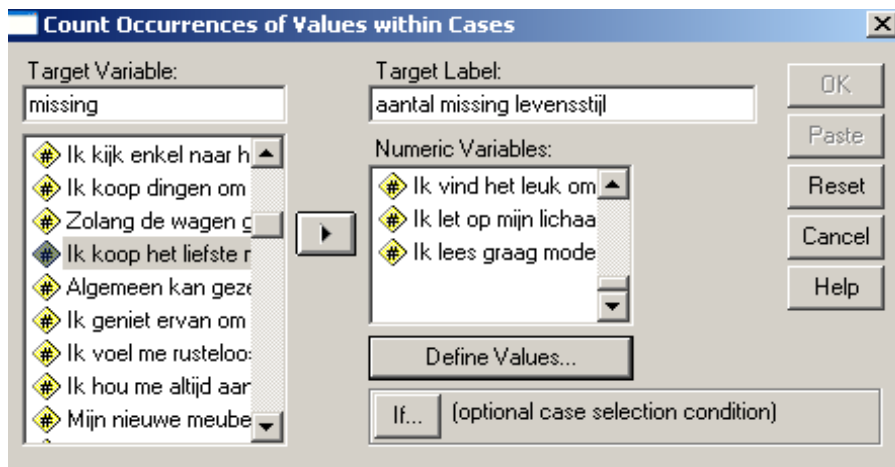 Count Occurrences of Values within Cases
Target Variable:
missing
Target Label:
aantal missing levensstijl
Ik kijk enkel naar h
Ik koop dingen om
Zolang de wagen g
Ik koop het liefste r
Algemeen kan geze
Ik geniet ervan om
Ik voel me rusteloo:
Ik hou me altijd aar
Mijn nieuwe meube
Numeric Variables:
Ik vind het leuk om
Ik let op mijn lichaa
Ik lees graag mode
Define Values...
If... (optional case selection condition)
OK
Paste
Reset
Cancel
Help